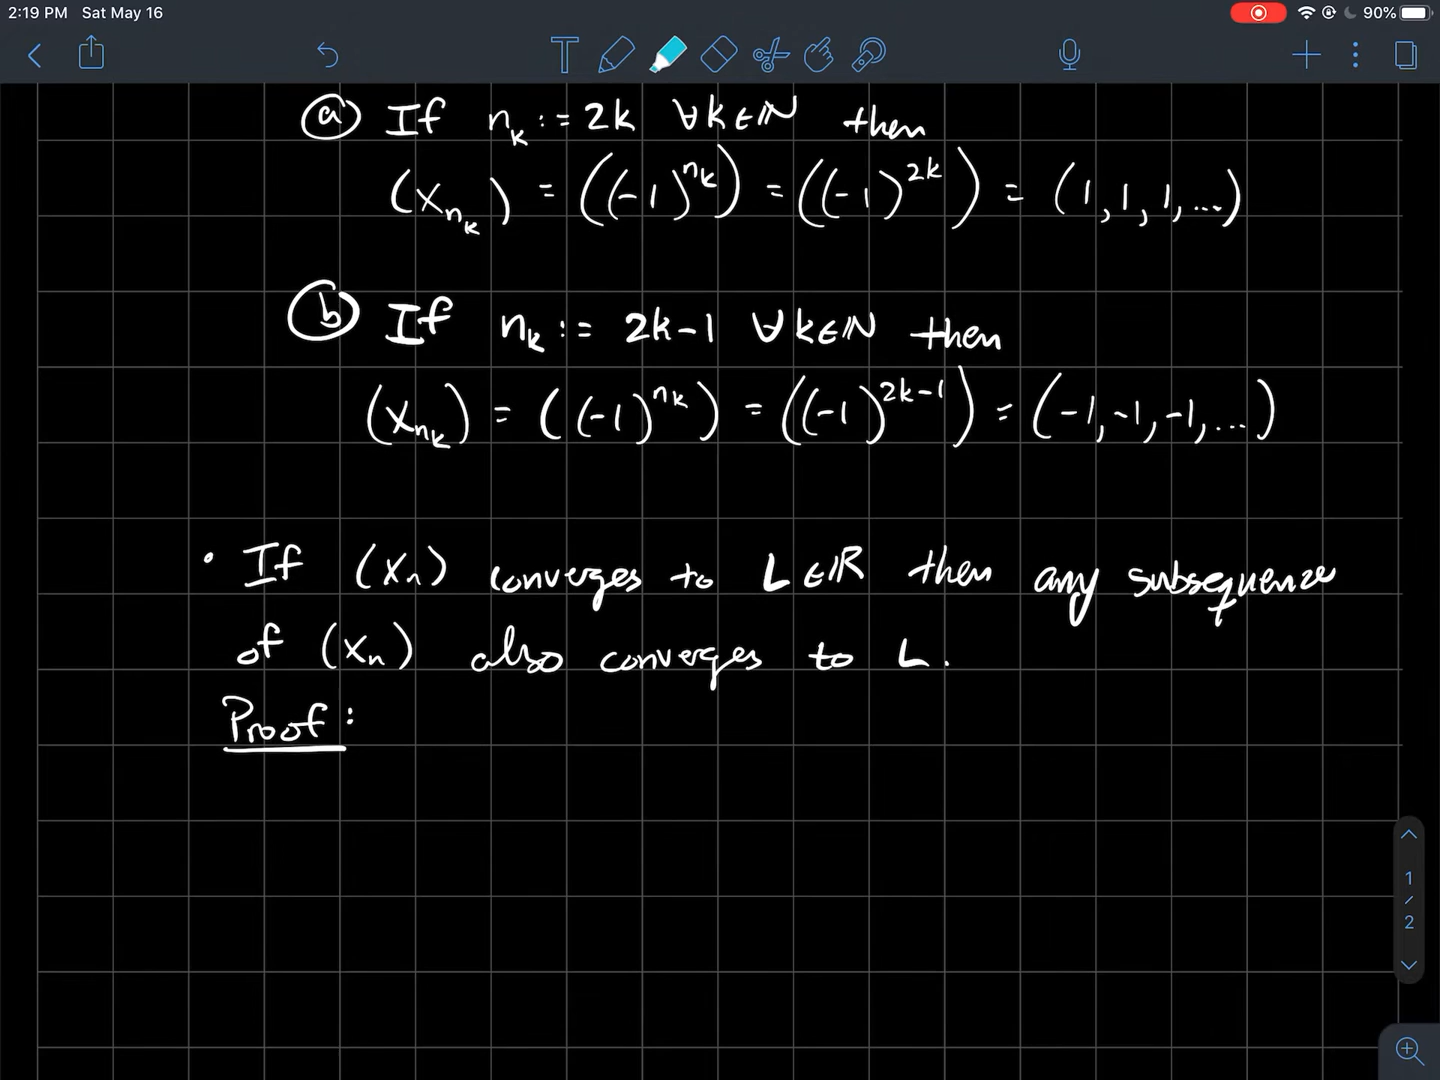 2:19 PM Sat May 16 90%
(a) If n_k := 2k ∀k∈ℕ then
(x_{n_k}) = ((-1)^{n_k}) = ((-1)^{2k}) = (1, 1, 1, ...)
(b) If n_k := 2k-1 ∀k∈ℕ then
(x_{n_k}) = ((-1)^{n_k}) = ((-1)^{2k-1}) = (-1, -1, -1, ...)
• If (x_n) converges to L∈ℝ then any subsequence
of (x_n) also converges to L.
Proof:
1
/
2